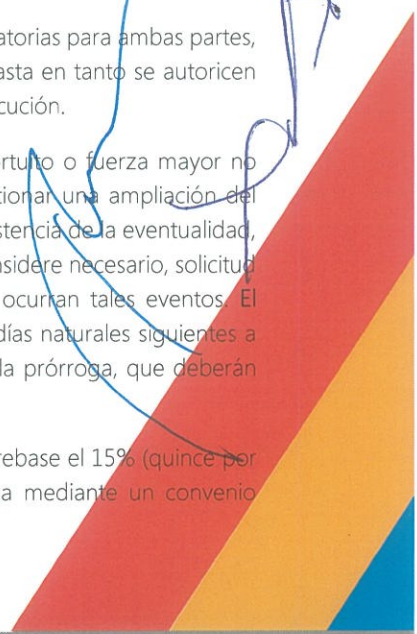 atorias para ambas partes,
asta en tanto se autoricen
cución.
rtuito o fuerza mayor no
tionar una ampliación del
stencia de la eventualidad,
nsidere necesario, solicitud
ocurran tales eventos. El
días naturales siguientes a
la prórroga, que deberán
rebase el 15% (quince por
a mediante un convenio